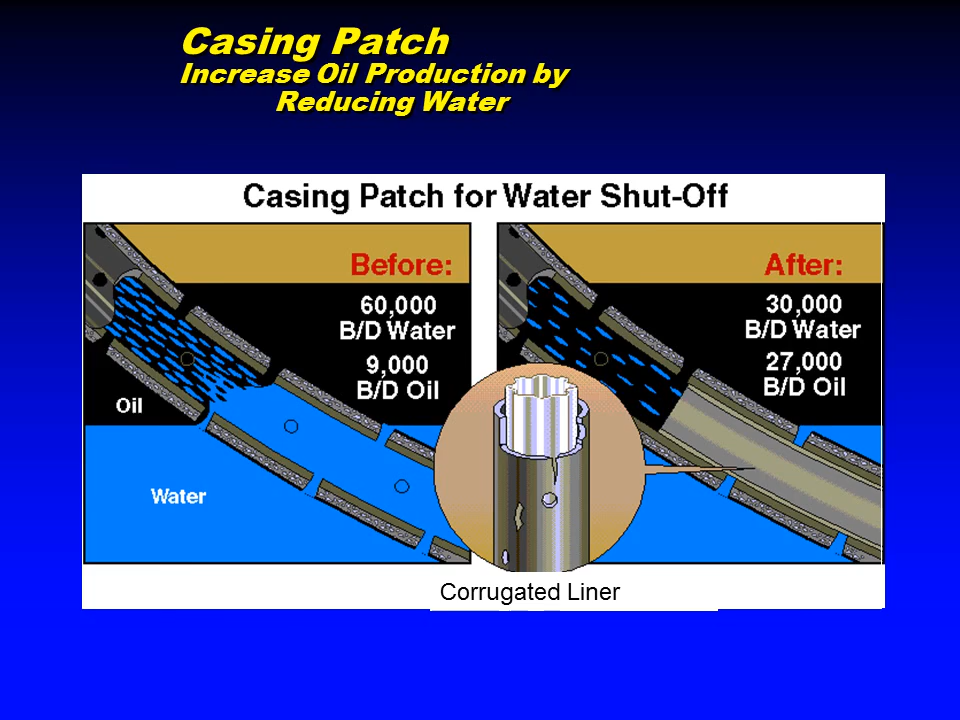 Casing Patch
Increase Oil Production by
Reducing Water
Casing Patch for Water Shut-Off
Before:
60,000
B/D Water
9,000
B/D Oil
Oil
Water
After:
30,000
B/D Water
27,000
B/D Oil
Corrugated Liner